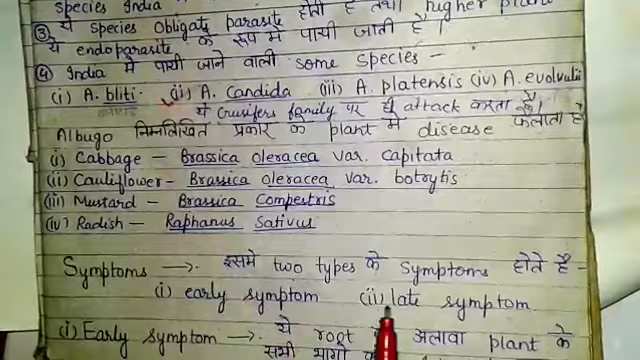 species India
③ ये species obligate parasite होती है तथा higher plant
ये endoparasite के रूप में पायी जाती है।
④ India में पायी जाने वाली some species -
(i) A. bliti. (ii) A. Candida (iii) A. platensis (iv) A. evolvuli
ये Crusifers family पर ही attack करता है।
Albugo निम्नलिखित प्रकार के plant में disease फैलाता है
(i) Cabbage - Brassica oleracea var. capitata
(ii) Cauliflower - Brassica oleracea var. botrytis
(iii) Mustard - Brassica Compestris
(iv) Radish - Raphanus Sativus
Symptoms → इसमें two types के symptoms होते है -
(i) early symptom (ii) late symptom.
(i) Early symptom → ये root अलावा plant के
सभी भागों